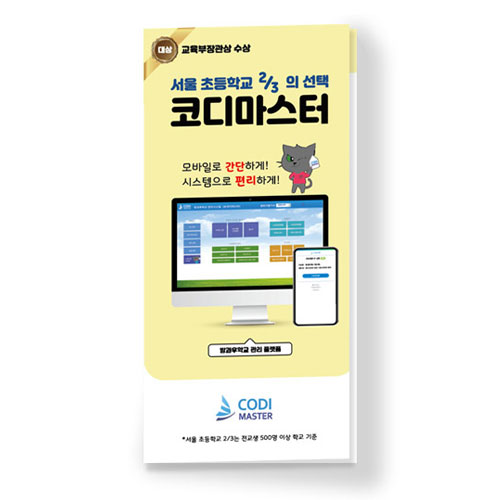 대상 교육부장관상 수상
서울 초등학교 2/3 의 선택
코디마스터
모바일로 간단하게!
시스템으로 편리하게!
방과후학교 관리 플랫폼
CODI
MASTER
*서울 초등학교 2/3는 전교생 500명 이상 학교 기준